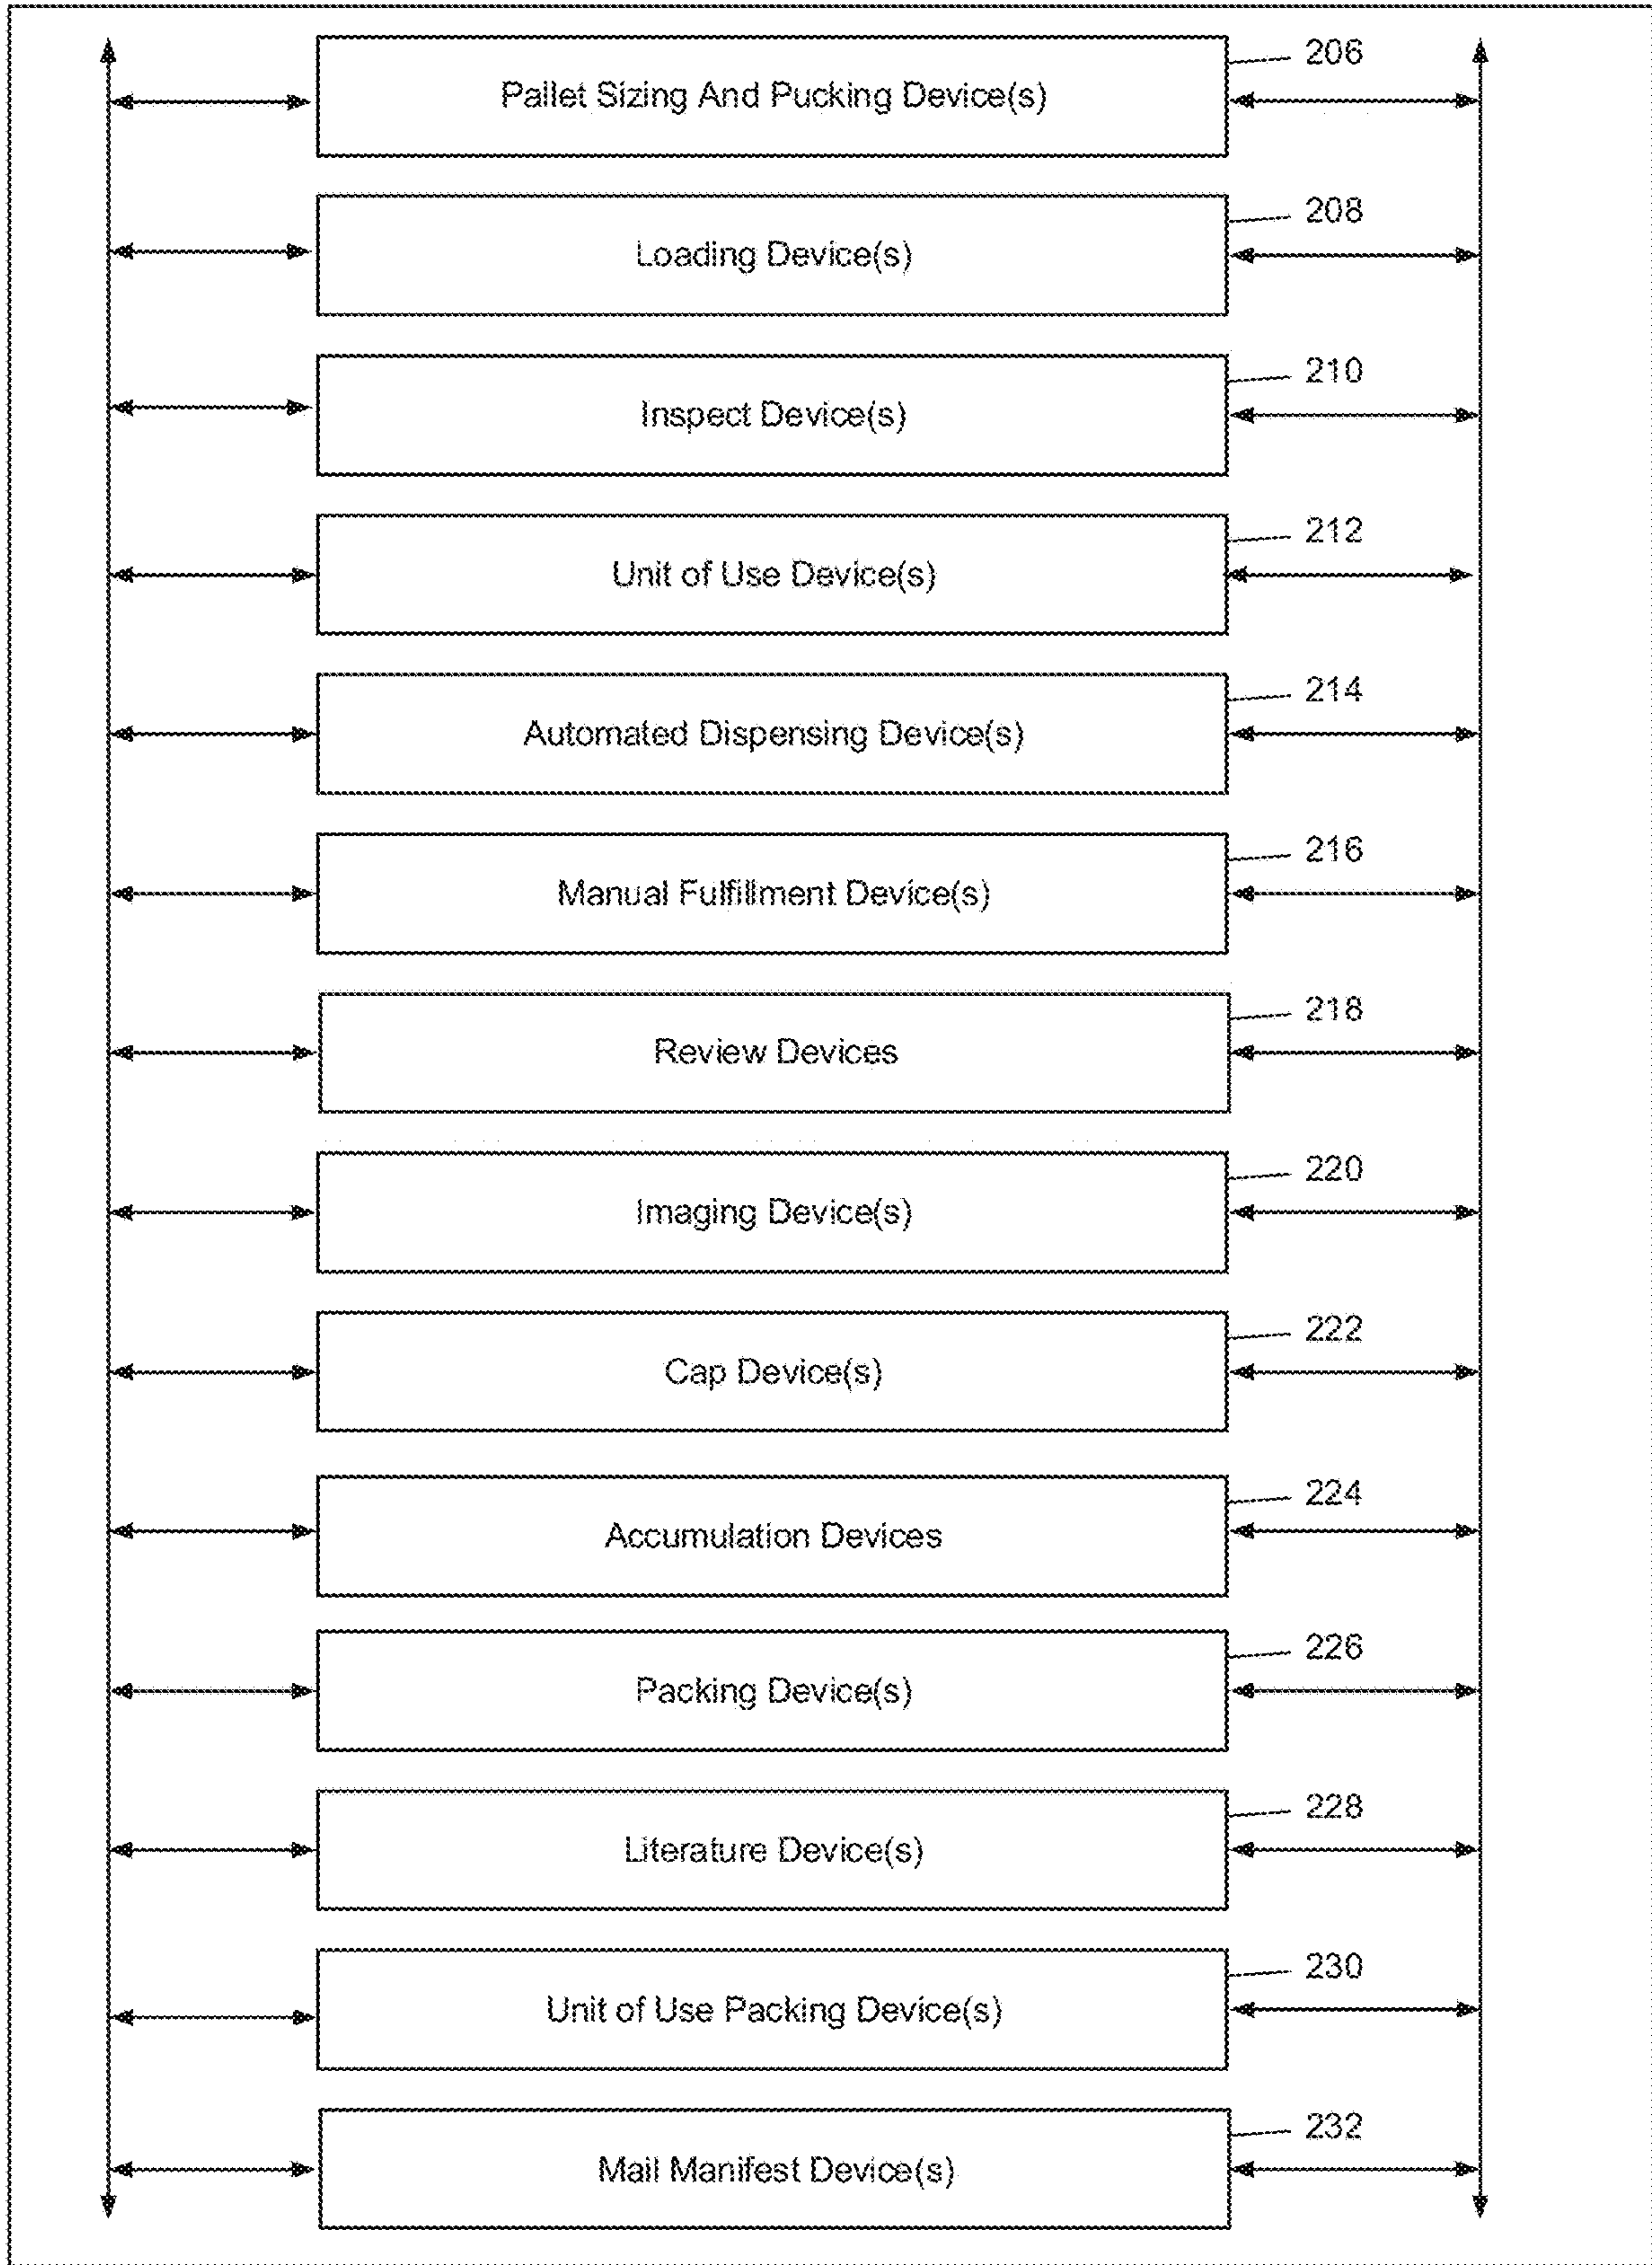 206
Pallet Sizing And Pucking Device(s)
208
Loading Device(s)
210
Inspect Device(s)
212
Unit of Use Device(s)
214
Automated Dispensing Device(s)
216
Manual Fulfillment Device(s)
218
Review Devices
220
Imaging Device(s)
222
Cap Device(s)
224
Accumulation Devices
226
Packing Device(s)
228
Literature Device(s)
230
Unit of Use Packing Device(s)
232
Mail Manifest Device(s)